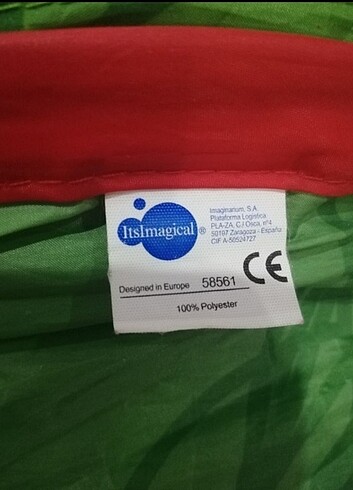 ItsImagical®
Imaginarium, S.A.
Plataforma Logística
PLA-ZA, C/ Osca, nº4
50197 Zaragoza - España
CIF A-50524727
CE
Designed in Europe 58561
100% Polyester